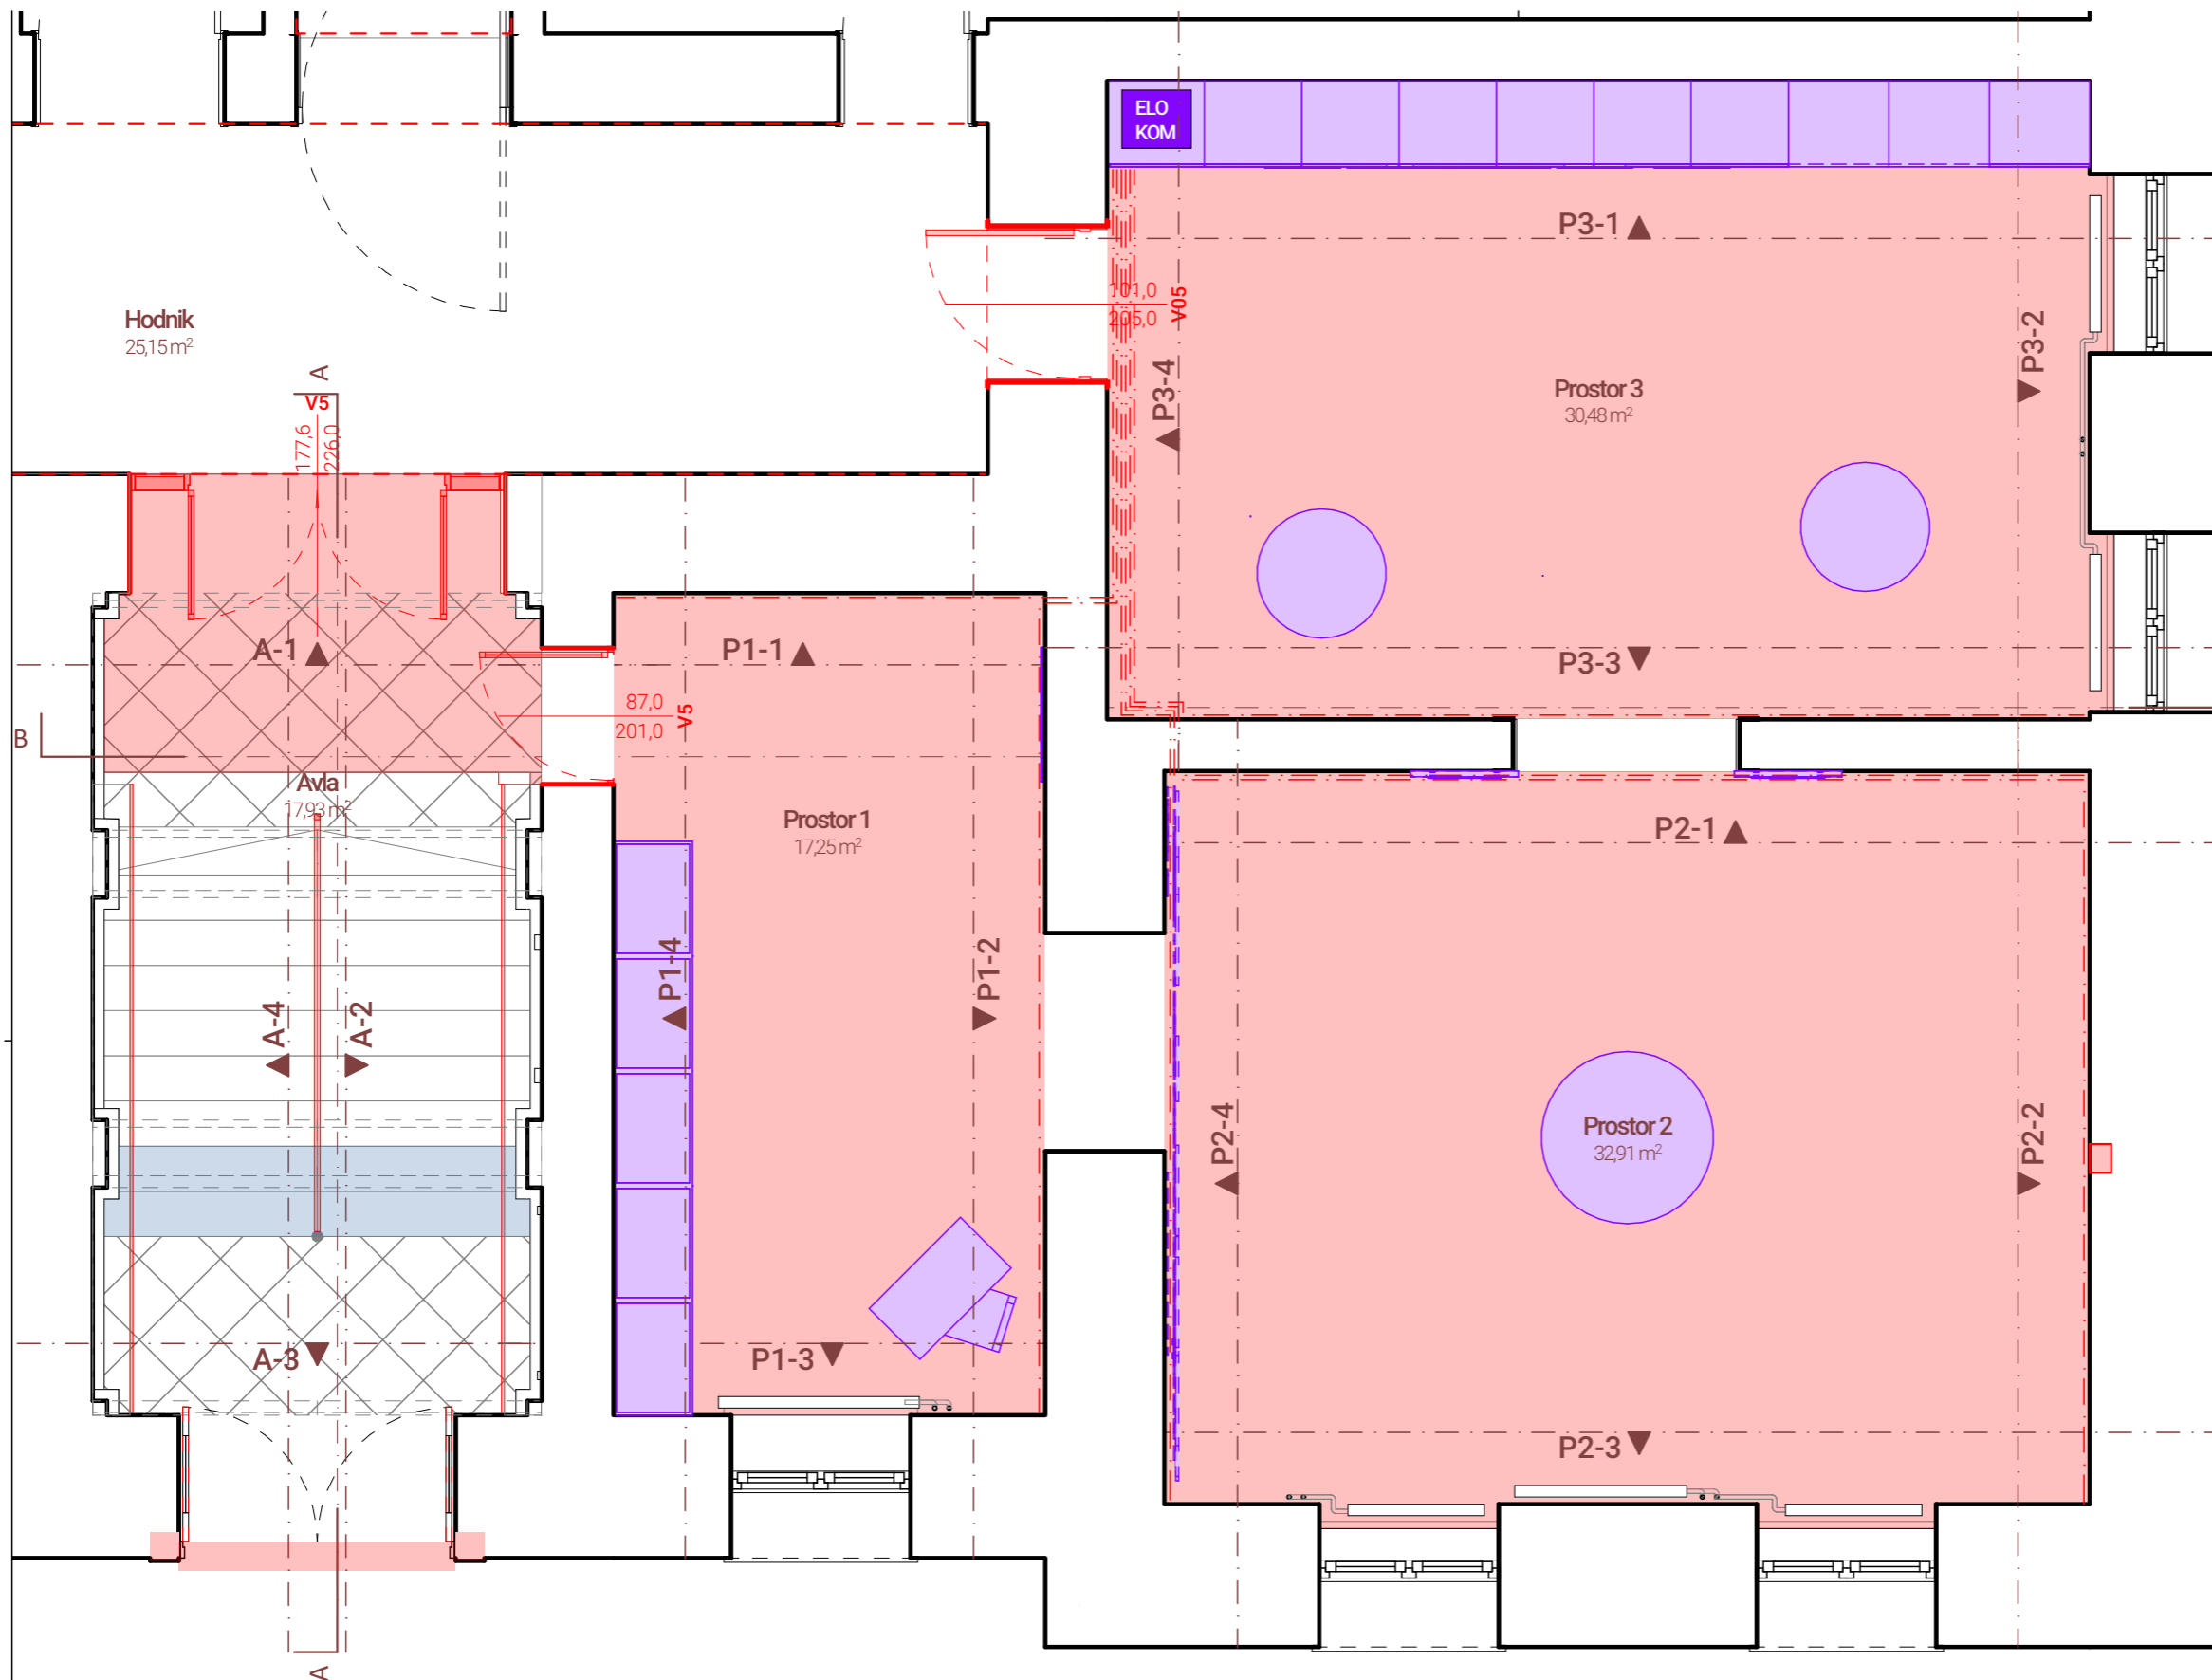 ELO
KOM
P3-1
Hodnik
25,15 m²
101,0
205,0
V05
P3-4
P3-2
Prostor 3
30,48 m²
A
V5
177,6
226,0
A-1
P1-1
P3-3
87,0
201,0
V5
B
Avla
17,93 m²
Prostor 1
17,25 m²
P2-1
P1-4
P1-2
A-4
A-2
P2-4
Prostor 2
32,91 m²
P2-2
A-3
P1-3
P2-3
A